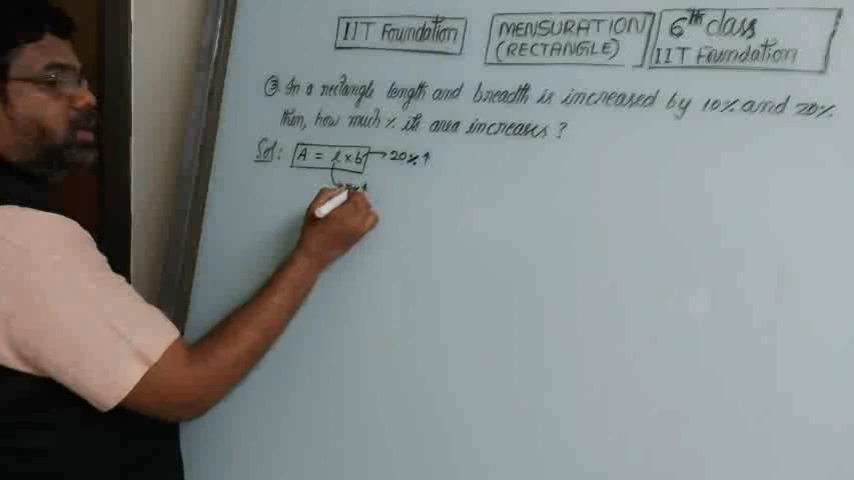 IIT Foundation
MENSURATION
(RECTANGLE)
6th class
IIT Foundation
③ In a rectangle length and breadth is increased by 10% and 20%
then, how much % its area increases ?
Sol: A = l × b → 20% ↑